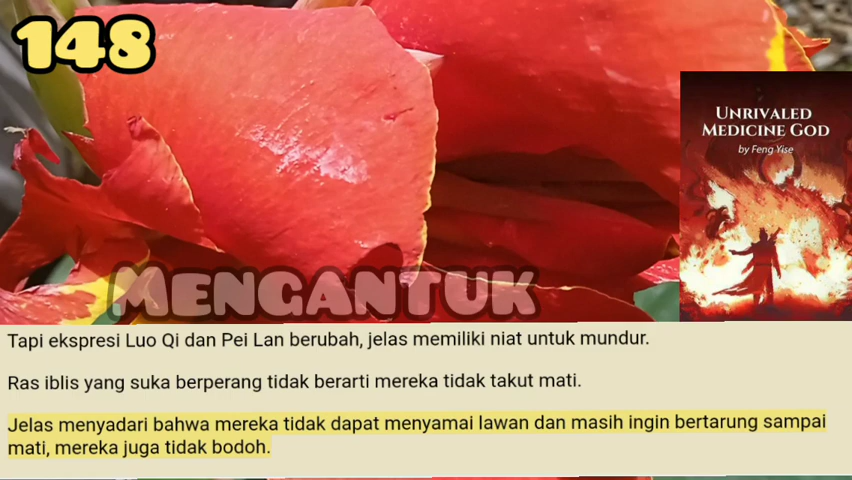 148
UNRIVALED
MEDICINE GOD
by Feng Yise
MENGANTUK
Tapi ekspresi Luo Qi dan Pei Lan berubah, jelas memiliki niat untuk mundur.
Ras iblis yang suka berperang tidak berarti mereka tidak takut mati.
Jelas menyadari bahwa mereka tidak dapat menyamai lawan dan masih ingin bertarung sampai
mati, mereka juga tidak bodoh.